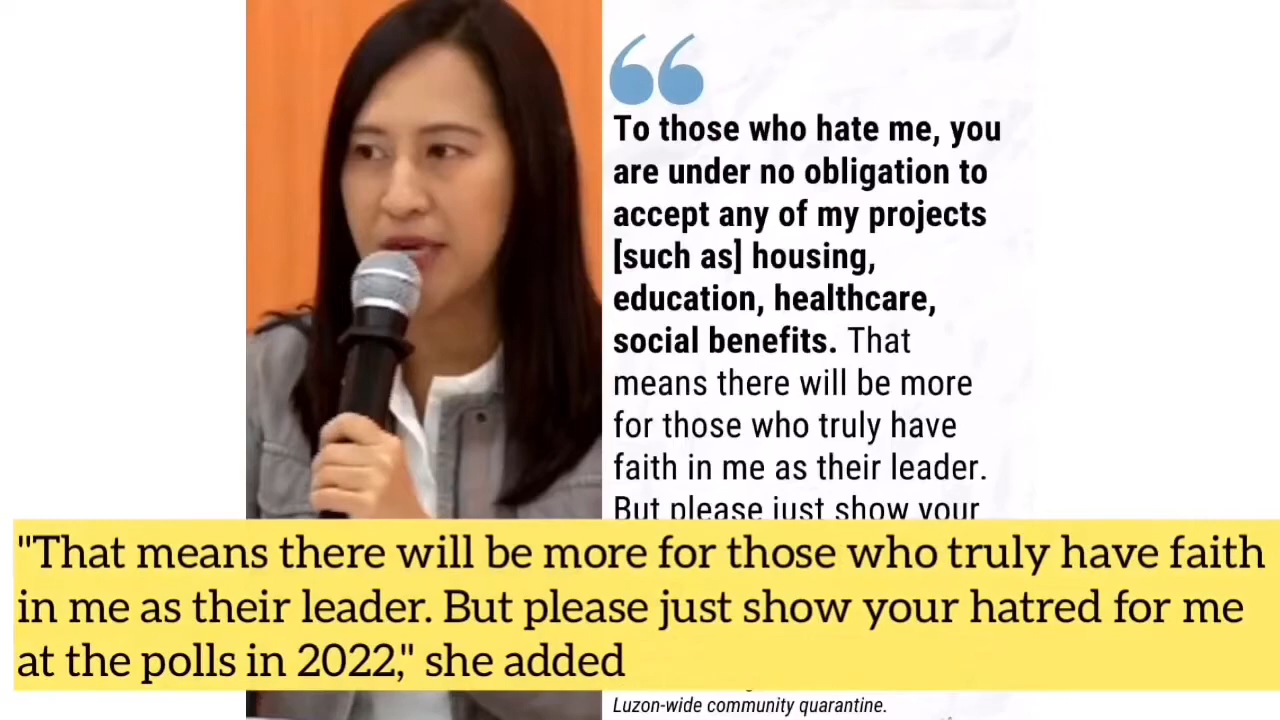 To those who hate me, you
are under no obligation to
accept any of my projects
[such as] housing,
education, healthcare,
social benefits. That
means there will be more
for those who truly have
faith in me as their leader.
But please just show your
"That means there will be more for those who truly have faith
in me as their leader. But please just show your hatred for me
at the polls in 2022," she added
Luzon-wide community quarantine.